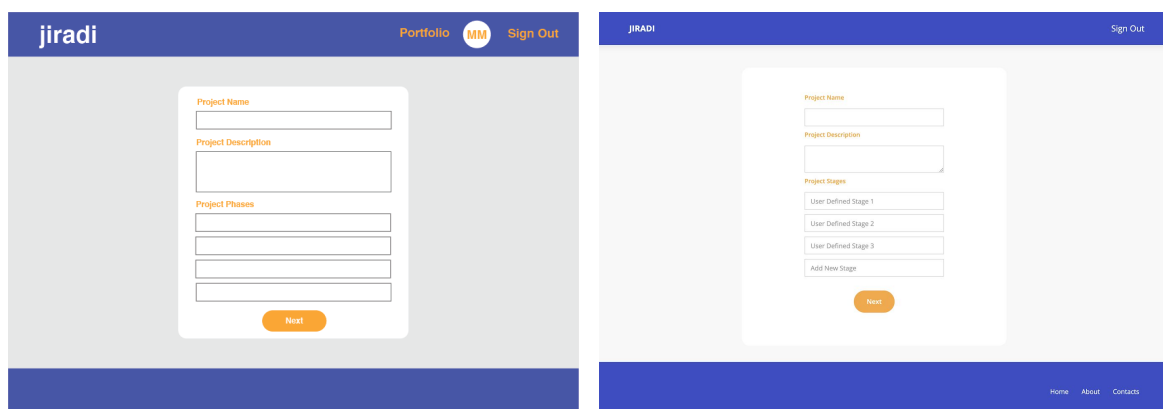 jiradi
Portfolio MM Sign Out
Project Name
Project Description
Project Phases
Next
JIRADI
Sign Out
Project Name
Project Description
Project Stages
User Defined Stage 1
User Defined Stage 2
User Defined Stage 3
Add New Stage
Next
Home About Contacts